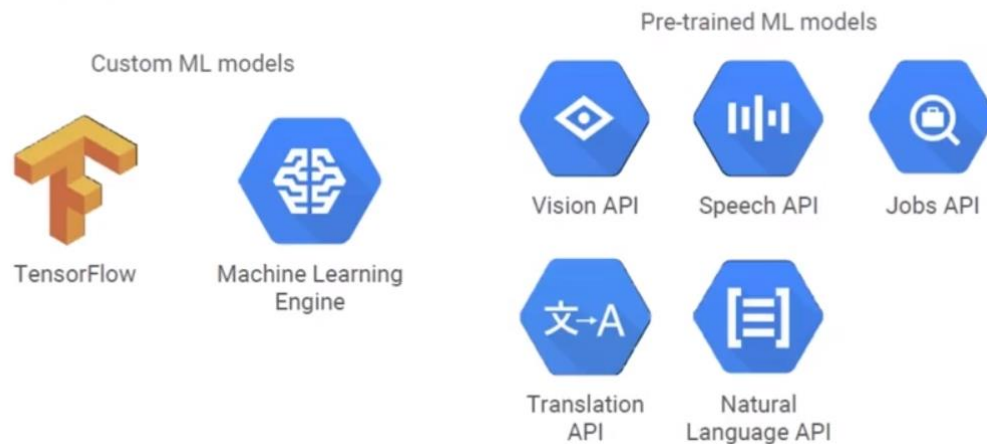 Custom ML models
TensorFlow
Machine Learning
Engine
Pre-trained ML models
Vision API
Speech API
Jobs API
文→A
Translation
API
Natural
Language API